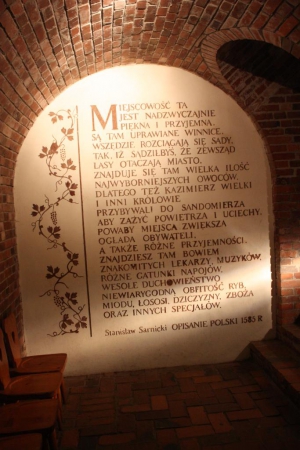 MIEJSCOWOŚĆ TA
JEST NADZWYCZAJNIE
PIĘKNA I PRZYJEMNA.
SĄ TAM UPRAWIANE WINNICE,
WSZĘDZIE ROZCIĄGAJĄ SIĘ SADY,
TAK, IŻ SĄDZIŁBYŚ, ŻE ZEWSZĄD
LASY OTACZAJĄ MIASTO.
ZNAJDUJE SIĘ TAM WIELKA ILOŚĆ
NAJWYBORNIEJSZYCH OWOCÓW.
DLATEGO TEŻ KAZIMIERZ WIELKI
I INNI KRÓLOWIE
PRZYBYWALI DO SANDOMIERZA
ABY ZAŻYĆ POWIETRZA I UCIECHY.
POWABY MIEJSCA ZWIĘKSZA
OGŁADA OBYWATELI,
A TAKŻE RÓŻNE PRZYJEMNOŚCI.
ZNAJDZIESZ TAM BOWIEM
ZNAKOMITYCH LEKARZY, MUZYKÓW,
RÓŻNE GATUNKI NAPOJÓW,
WESOŁE DUCHOWIEŃSTWO
NIEWIARYGODNĄ OBFITOŚĆ RYB,
MIODU, ŁOSOSI, DZICZYZNY, ZBOŻA
ORAZ INNYCH SPECJAŁÓW.
Stanisław Sarnicki OPISANIE POLSKI 1585 R